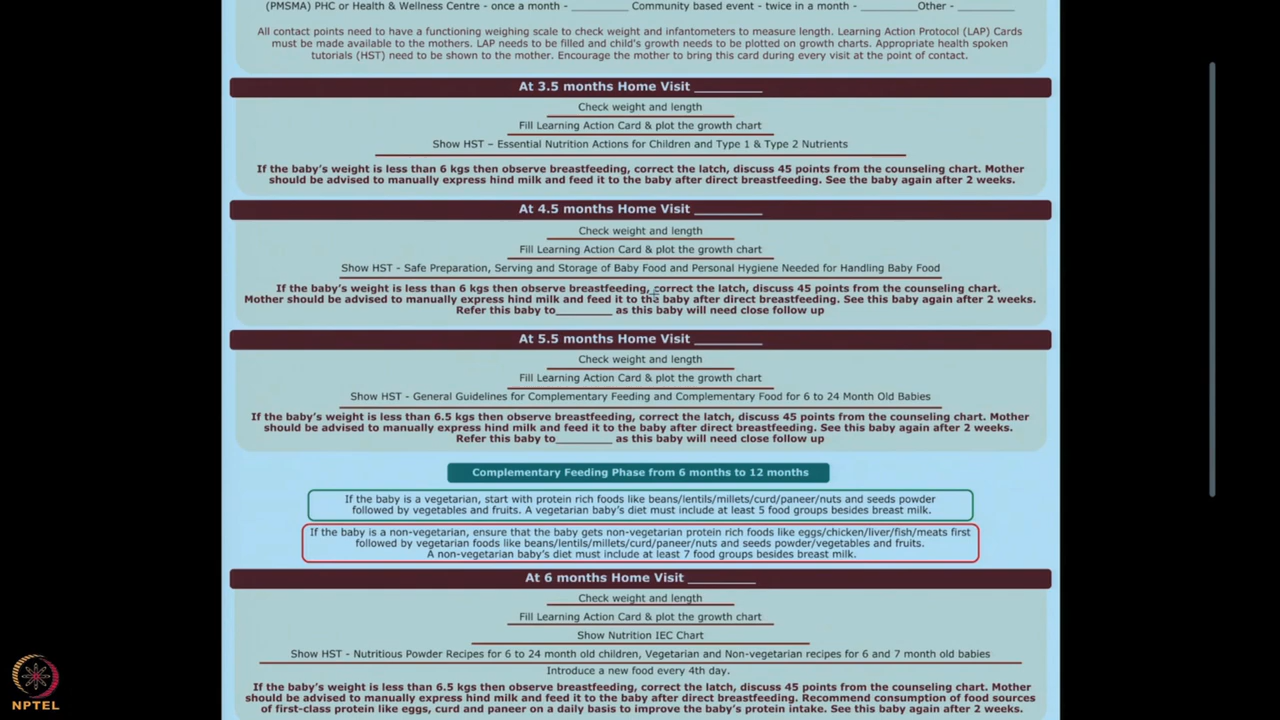 (PMSMA) PHC or Health & Wellness Centre - once a month - __________ Community based event - twice in a month - _________Other - __________
All contact points need to have a functioning weighing scale to check weight and infantometers to measure length. Learning Action Protocol (LAP) Cards
must be made available to the mothers. LAP needs to be filled and child's growth needs to be plotted on growth charts. Appropriate health spoken
tutorials (HST) need to be shown to the mother. Encourage the mother to bring this card during every visit at the point of contact.
At 3.5 months Home Visit __________
Check weight and length
Fill Learning Action Card & plot the growth chart
Show HST – Essential Nutrition Actions for Children and Type 1 & Type 2 Nutrients
If the baby's weight is less than 6 kgs then observe breastfeeding, correct the latch, discuss 45 points from the counseling chart. Mother
should be advised to manually express hind milk and feed it to the baby after direct breastfeeding. See the baby again after 2 weeks.
At 4.5 months Home Visit __________
Check weight and length
Fill Learning Action Card & plot the growth chart
Show HST - Safe Preparation, Serving and Storage of Baby Food and Personal Hygiene Needed for Handling Baby Food
If the baby's weight is less than 6 kgs then observe breastfeeding, correct the latch, discuss 45 points from the counseling chart.
Mother should be advised to manually express hind milk and feed it to the baby after direct breastfeeding. See this baby again after 2 weeks.
Refer this baby to_________ as this baby will need close follow up
At 5.5 months Home Visit __________
Check weight and length
Fill Learning Action Card & plot the growth chart
Show HST - General Guidelines for Complementary Feeding and Complementary Food for 6 to 24 Month Old Babies
If the baby's weight is less than 6.5 kgs then observe breastfeeding, correct the latch, discuss 45 points from the counseling chart. Mother
should be advised to manually express hind milk and feed it to the baby after direct breastfeeding. See this baby again after 2 weeks.
Refer this baby to_________ as this baby will need close follow up
Complementary Feeding Phase from 6 months to 12 months
If the baby is a vegetarian, start with protein rich foods like beans/lentils/millets/curd/paneer/nuts and seeds powder
followed by vegetables and fruits. A vegetarian baby's diet must include at least 5 food groups besides breast milk.
If the baby is a non-vegetarian, ensure that the baby gets non-vegetarian protein rich foods like eggs/chicken/liver/fish/meats first
followed by vegetarian foods like beans/lentils/millets/curd/paneer/nuts and seeds powder/vegetables and fruits.
A non-vegetarian baby's diet must include at least 7 food groups besides breast milk.
At 6 months Home Visit __________
Check weight and length
Fill Learning Action Card & plot the growth chart
Show Nutrition IEC Chart
Show HST - Nutritious Powder Recipes for 6 to 24 month old children, Vegetarian and Non-vegetarian recipes for 6 and 7 month old babies
Introduce a new food every 4th day.
If the baby's weight is less than 6.5 kgs then observe breastfeeding, correct the latch, discuss 45 points from the counseling chart. Mother
should be advised to manually express hind milk and feed it to the baby after direct breastfeeding. Recommend consumption of food sources
of first-class protein like eggs, curd and paneer on a daily basis to improve the baby's protein intake. See this baby again after 2 weeks.
NPTEL